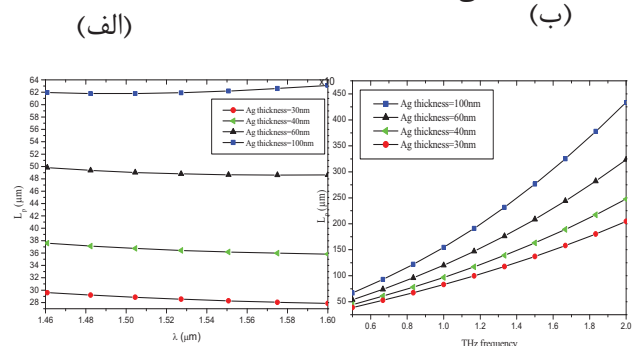 (الف)
(ب)
64
62
60
58
56
54
52
50
48
46
44
42
40
38
36
34
32
30
28
L_p (μm)
Ag thickness=30nm
Ag thickness=40nm
Ag thickness=60nm
Ag thickness=100nm
1.46 1.48 1.50 1.52 1.54 1.56 1.58 1.60
λ (μm)
450
400
350
300
250
200
150
100
50
(μm)
Ag thickness=100nm
Ag thickness=60nm
Ag thickness=40nm
Ag thickness=30nm
0.6 0.8 1.0 1.2 1.4 1.6 1.8 2.0
THz frequency